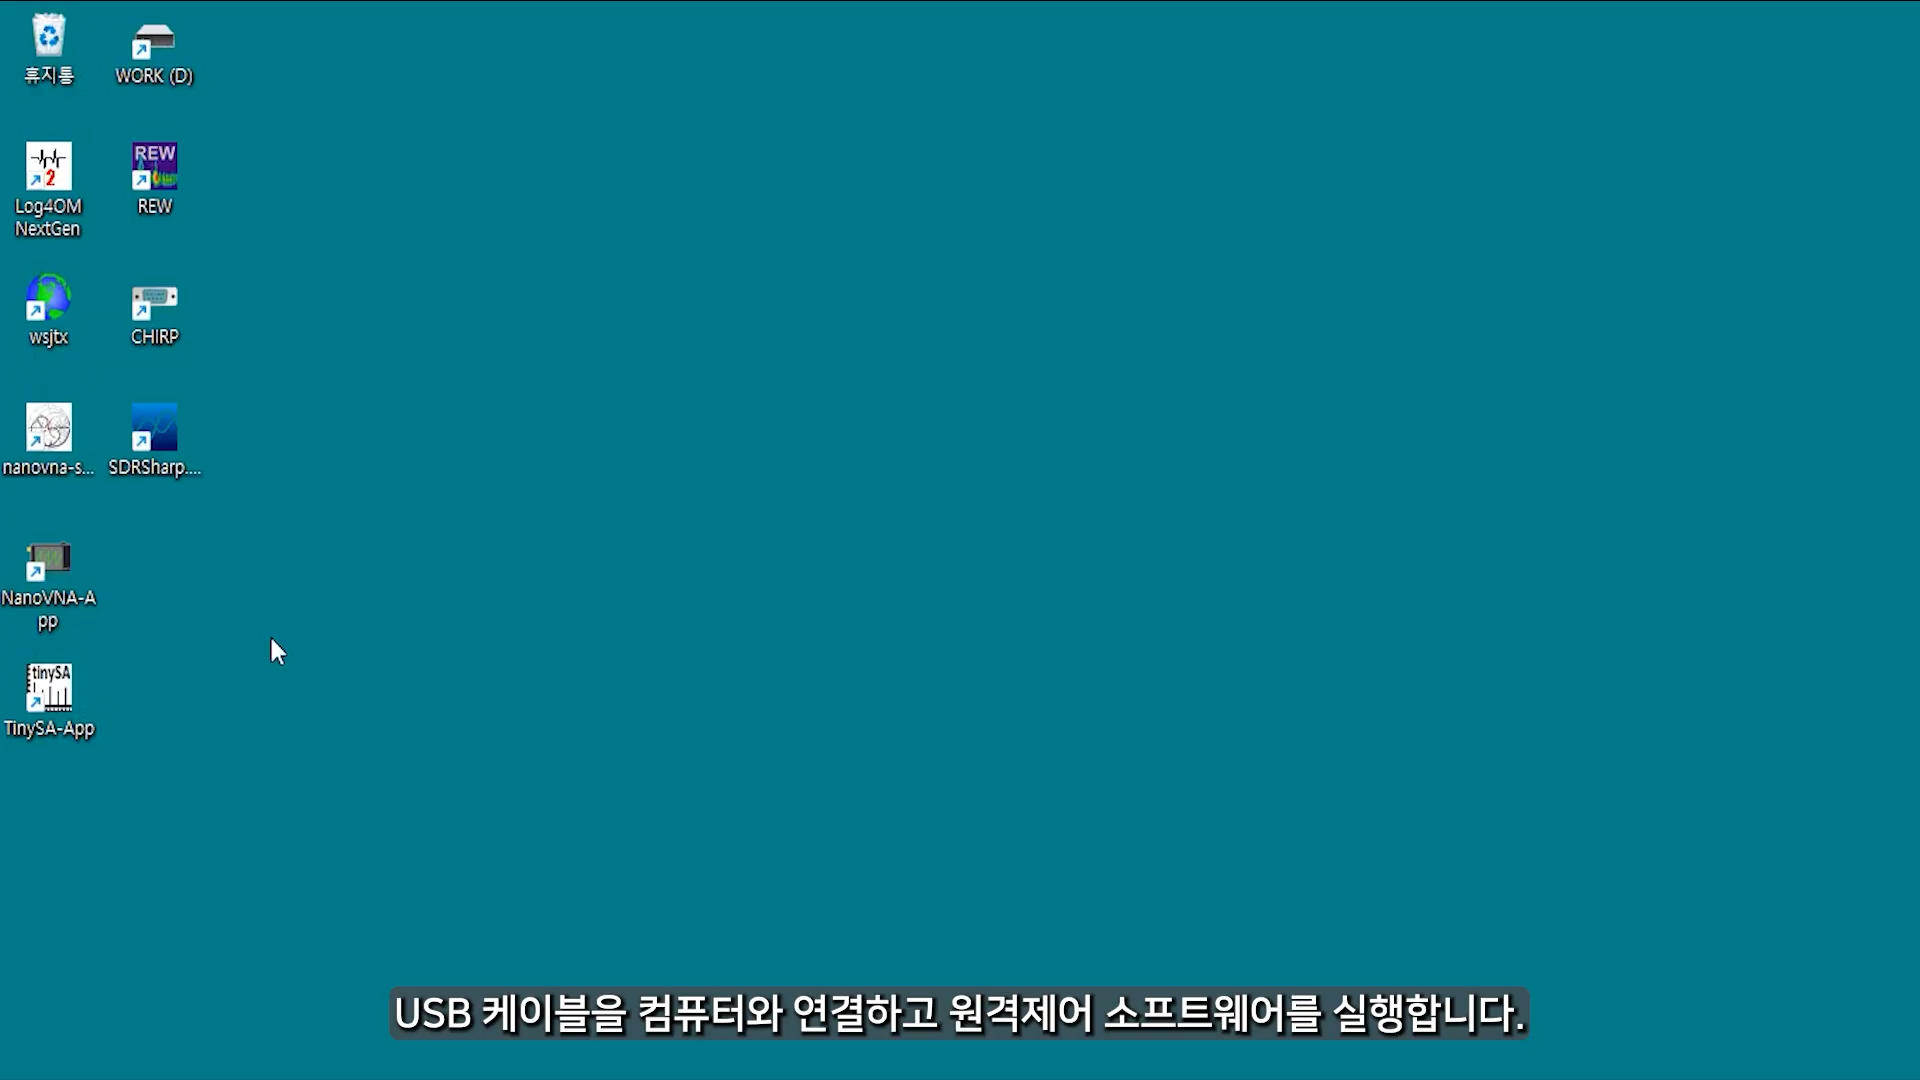 휴지통
WORK (D)
2
Log4OM
NextGen
REW
REW
wsjtx
CHIRP
nanovna-s...
SDRSharp....
NanoVNA-A
pp
tinySA
TinySA-App
USB 케이블을 컴퓨터와 연결하고 원격제어 소프트웨어를 실행합니다.